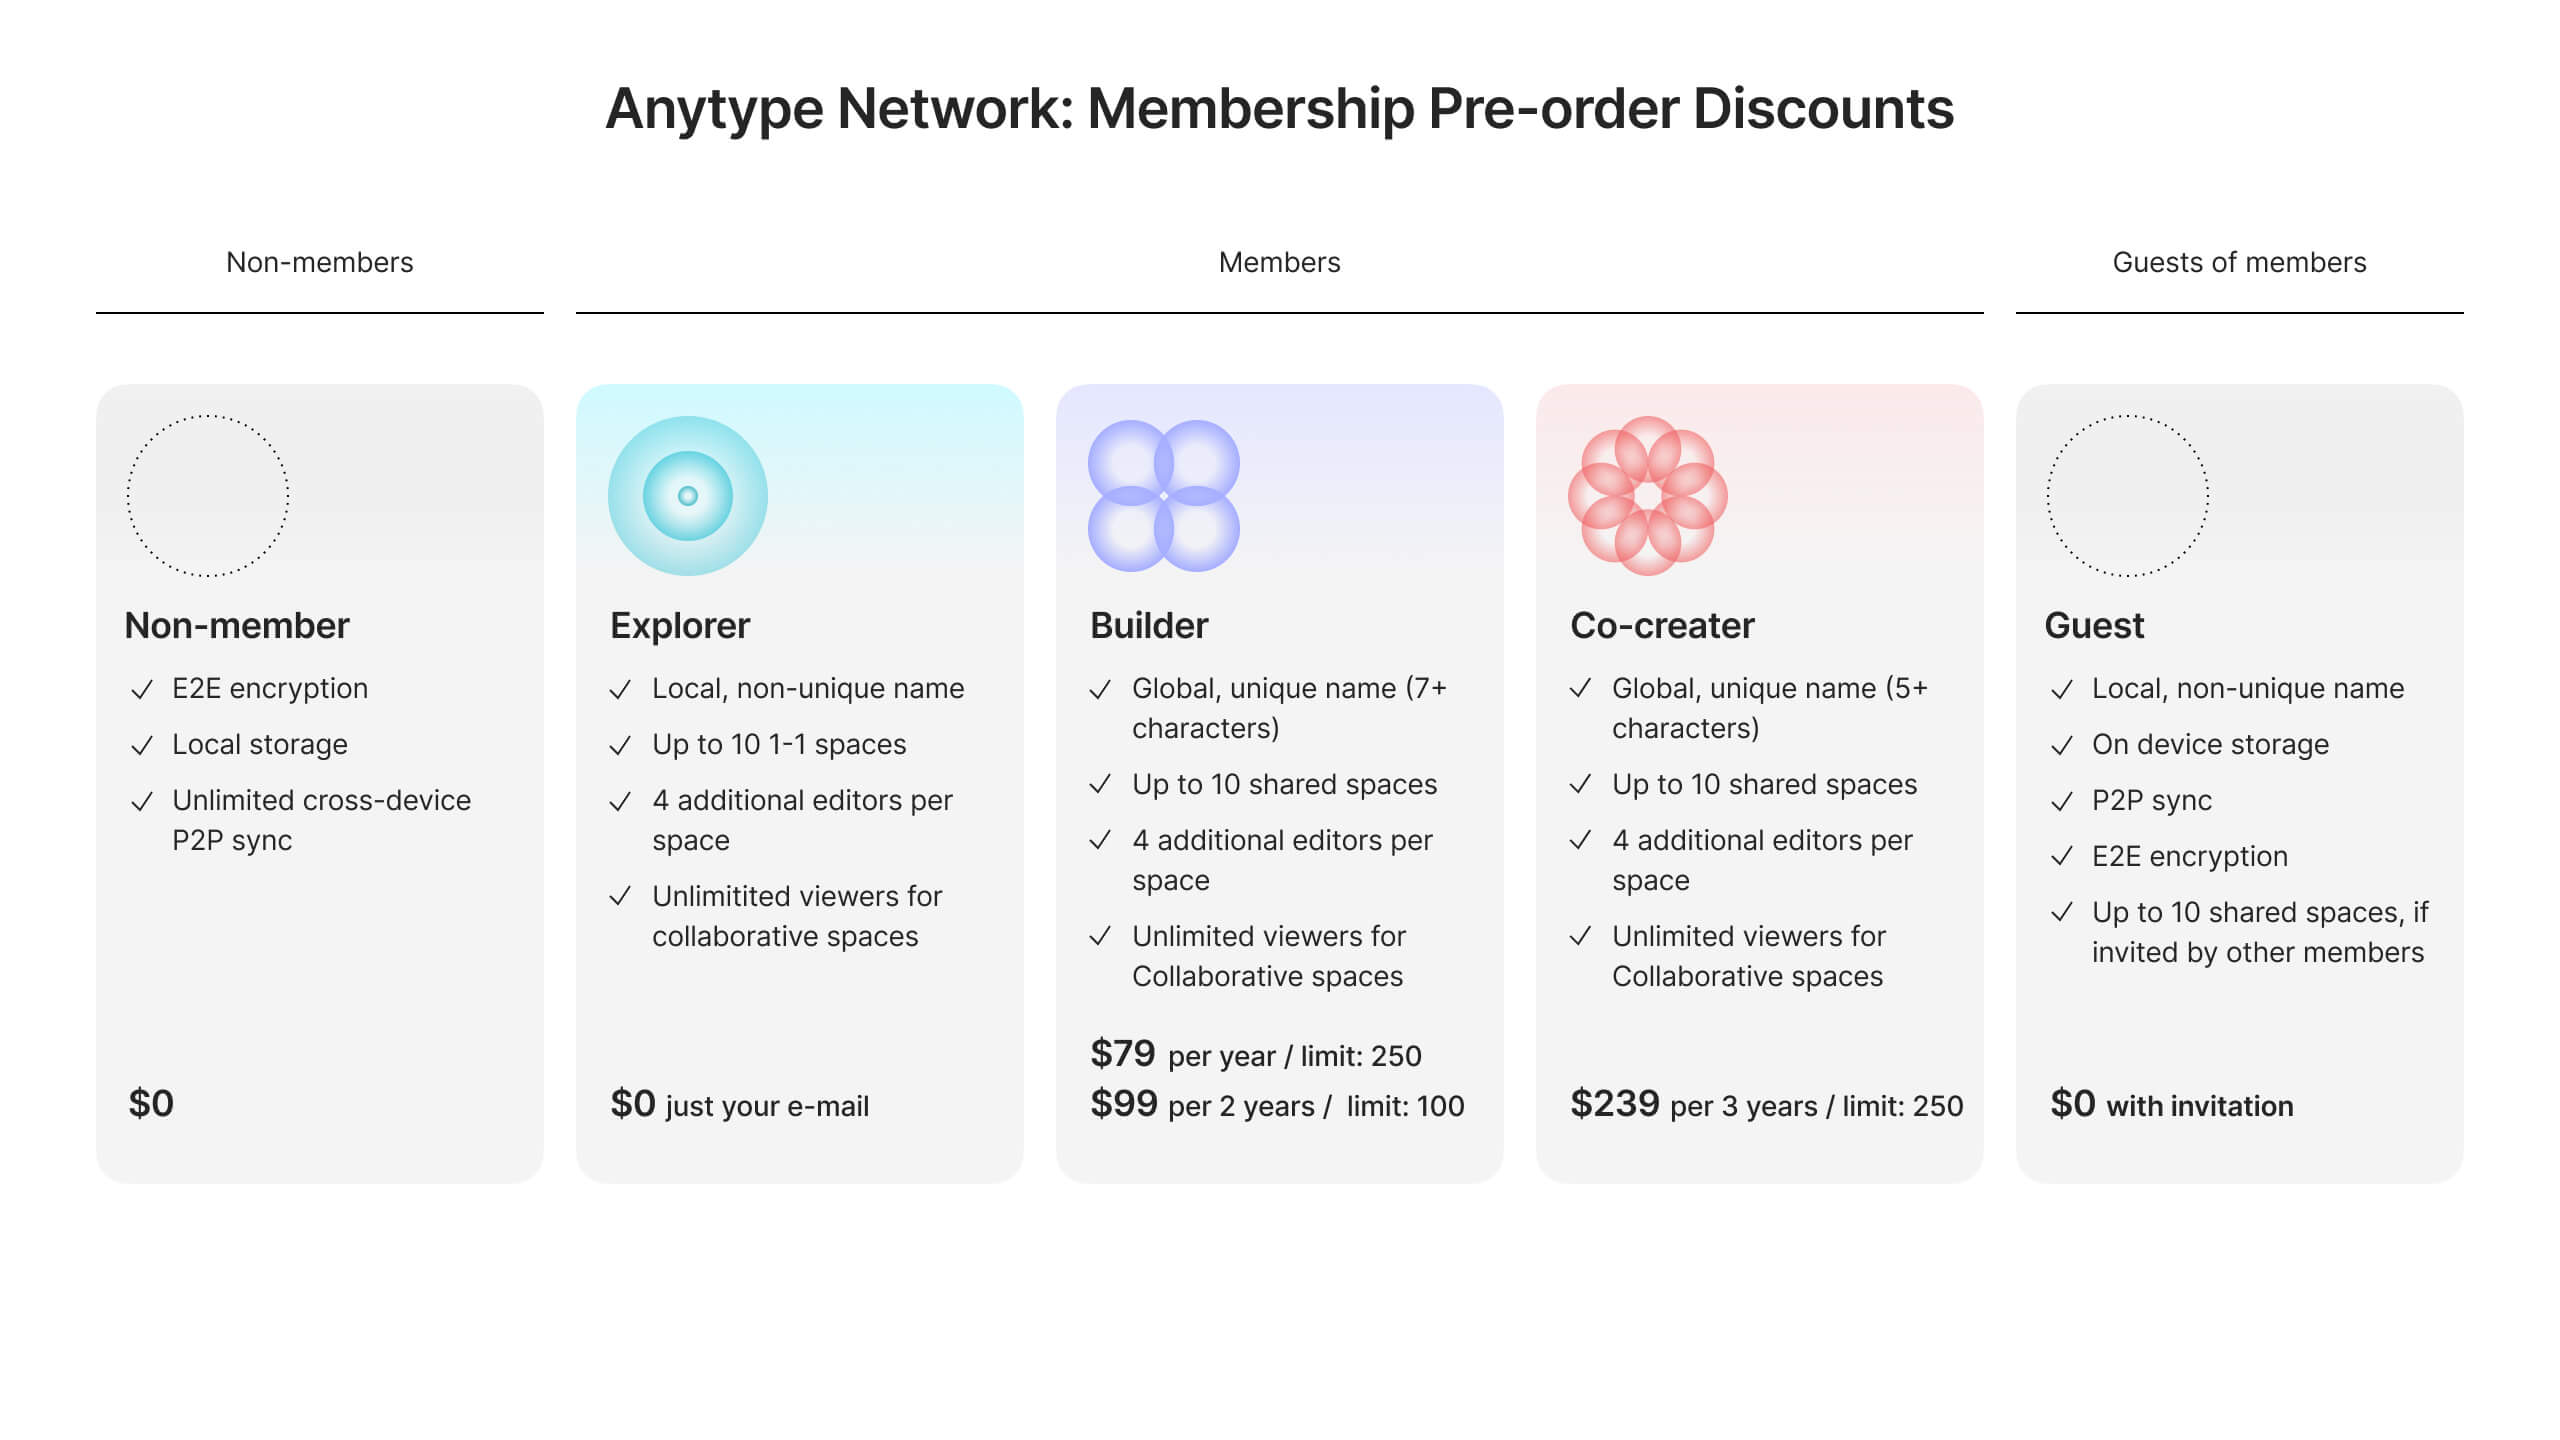 Anytype Network: Membership Pre-order Discounts
Non-members
Members
Guests of members
Non-member
E2E encryption
Local storage
Unlimited cross-device
P2P sync
$0
Explorer
Local, non-unique name
Up to 10 1-1 spaces
4 additional editors per
space
Unlimitited viewers for
collaborative spaces
$0 just your e-mail
Builder
Global, unique name (7+
characters)
Up to 10 shared spaces
4 additional editors per
space
Unlimited viewers for
Collaborative spaces
$79 per year / limit: 250
$99 per 2 years / limit: 100
Co-creater
Global, unique name (5+
characters)
Up to 10 shared spaces
4 additional editors per
space
Unlimited viewers for
Collaborative spaces
$239 per 3 years / limit: 250
Guest
Local, non-unique name
On device storage
P2P sync
E2E encryption
Up to 10 shared spaces, if
invited by other members
$0 with invitation